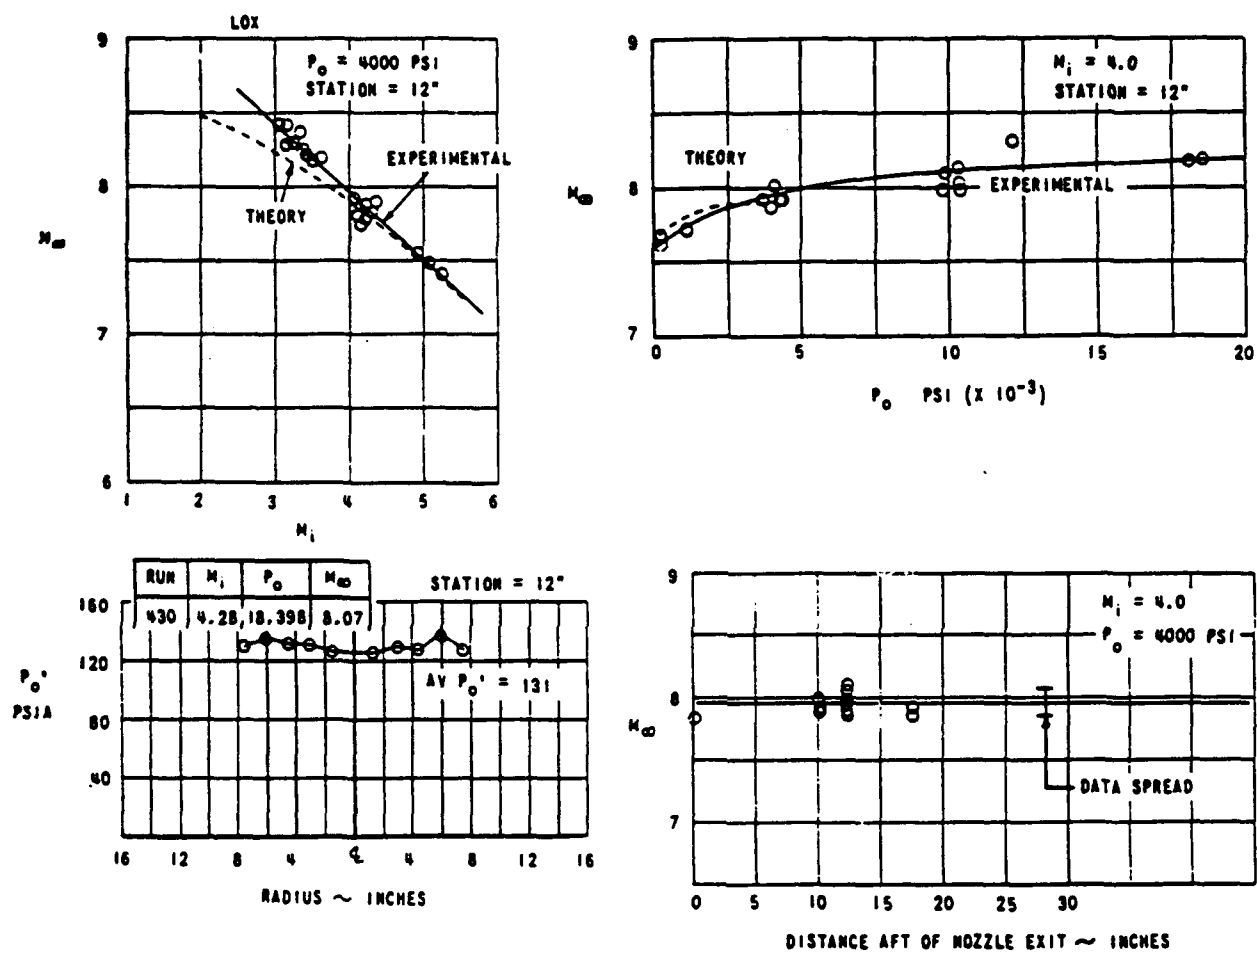 LOX
P₀ = 4000 PSI
STATION = 12"
EXPERIMENTAL
THEORY
M∞
9
8
7
6
1 2 3 4 5 6
Mᵢ
Mᵢ = 4.0
STATION = 12"
THEORY
EXPERIMENTAL
M∞
9
8
7
0 5 10 15 20
P₀ PSI (X 10⁻³)
RUN Mᵢ P₀ M∞
430 4.28 18,398 8.07
STATION = 12"
AV P₀' = 131
P₀'
PSIA
160
120
80
40
16 12 8 4 ℄ 4 8 12 16
RADIUS ~ INCHES
Mᵢ = 4.0
P₀ = 4000 PSI
M∞
9
8
7
DATA SPREAD
0 5 10 15 20 25 30
DISTANCE AFT OF NOZZLE EXIT ~ INCHES